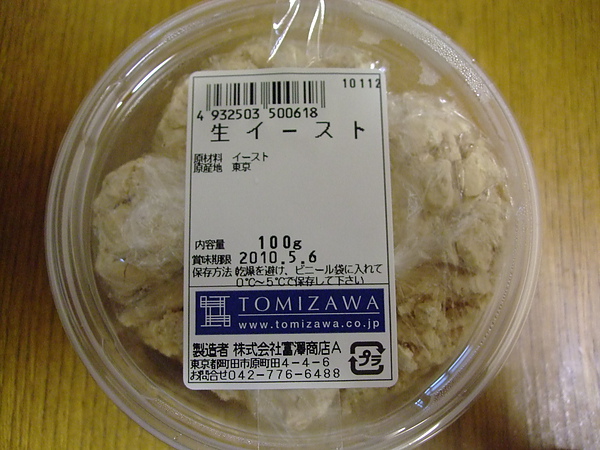 10112
4 932503 500618
生イースト
原材料 イースト
原産地 東京
内容量 100g
賞味期限 2010.5.6
保存方法 乾燥を避け、ビニール袋に入れて
0℃~5℃で保存して下さい
TOMIZAWA
www.tomizawa.co.jp
製造者 株式会社富澤商店A
東京都町田市原町田4-4-6
お問合せ042-776-6488
プラ